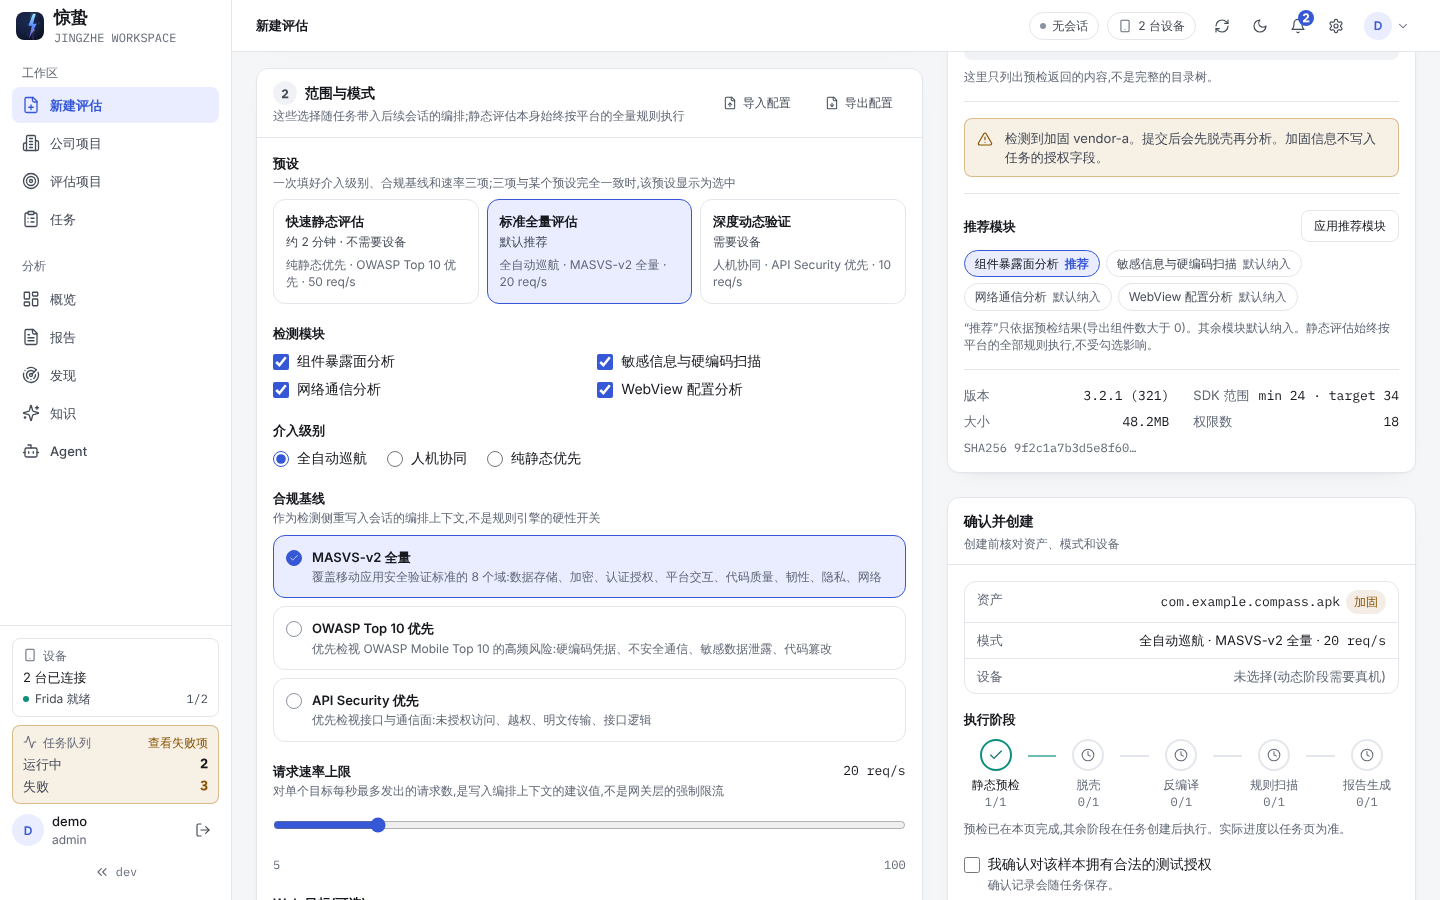 惊蛰
JINGZHE WORKSPACE
工作区
新建评估
公司项目
评估项目
任务
分析
概览
报告
发现
知识
Agent
设备
2 台已连接
Frida 就绪 1/2
任务队列 查看失败项
运行中 2
失败 3
D
demo
admin
dev
新建评估
无会话
2 台设备
2
D
2 范围与模式
这些选择随任务带入后续会话的编排;静态评估本身始终按平台的全量规则执行
导入配置
导出配置
预设
一次填好介入级别、合规基线和速率三项;三项与某个预设完全一致时,该预设显示为选中
快速静态评估
约 2 分钟 · 不需要设备
纯静态优先 · OWASP Top 10 优
先 · 50 req/s
标准全量评估
默认推荐
全自动巡航 · MASVS-v2 全量 ·
20 req/s
深度动态验证
需要设备
人机协同 · API Security 优先 · 10
req/s
检测模块
组件暴露面分析
敏感信息与硬编码扫描
网络通信分析
WebView 配置分析
介入级别
全自动巡航
人机协同
纯静态优先
合规基线
作为检测侧重写入会话的编排上下文,不是规则引擎的硬性开关
MASVS-v2 全量
覆盖移动应用安全验证标准的 8 个域:数据存储、加密、认证授权、平台交互、代码质量、韧性、隐私、网络
OWASP Top 10 优先
优先检视 OWASP Mobile Top 10 的高频风险:硬编码凭据、不安全通信、敏感数据泄露、代码篡改
API Security 优先
优先检视接口与通信面:未授权访问、越权、明文传输、接口逻辑
请求速率上限 20 req/s
对单个目标每秒最多发出的请求数,是写入编排上下文的建议值,不是网关层的强制限流
5 100
这里只列出预检返回的内容,不是完整的目录树。
检测到加固 vendor-a。提交后会先脱壳再分析。加固信息不写入
任务的授权字段。
推荐模块
应用推荐模块
组件暴露面分析 推荐
敏感信息与硬编码扫描 默认纳入
网络通信分析 默认纳入
WebView 配置分析 默认纳入
“推荐”只依据预检结果(导出组件数大于 0)。其余模块默认纳入。静态评估始终按
平台的全部规则执行,不受勾选影响。
版本 3.2.1 (321)
SDK 范围 min 24 · target 34
大小 48.2MB
权限数 18
SHA256 9f2c1a7b3d5e8f60…
确认并创建
创建前核对资产、模式和设备
资产 com.example.compass.apk 加固
模式 全自动巡航 · MASVS-v2 全量 · 20 req/s
设备 未选择(动态阶段需要真机)
执行阶段
静态预检 脱壳 反编译 规则扫描 报告生成
1/1 0/1 0/1 0/1 0/1
预检已在本页完成,其余阶段在任务创建后执行。实际进度以任务页为准。
我确认对该样本拥有合法的测试授权
确认记录会随任务保存。